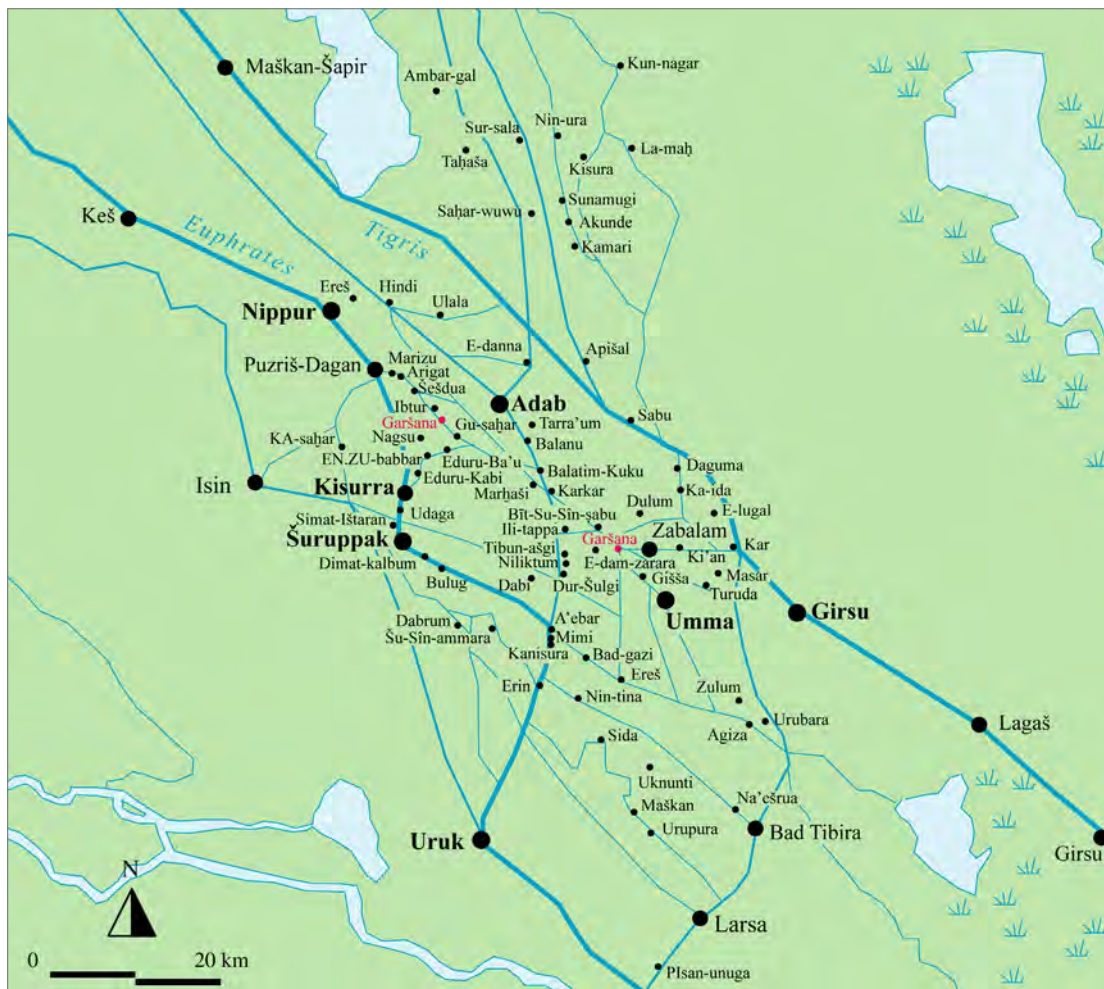 Maškan-Šapir
Ambar-gal
Kun-nagar
Sur-sala
Nin-ura
Taḫaša
Kisura
La-maḫ
Keš
Saḫar-wuwu
Sunamugi
Akunde
Kamari
Euphrates
Tigris
Ereš
Hindi
Ulala
Nippur
E-danna
Apišal
Puzriš-Dagan
Marizu
Arigat
Šešdua
Adab
Ibtur
Garšana
Gu-saḫar
Tarra'um
Sabu
KA-saḫar
Nagsu
Balanu
EN.ZU-babbar
Eduru-Ba'u
Eduru-Kabi
Balatim-Kuku
Daguma
Isin
Kisurra
Marḫaši
Karkar
Ka-ida
Simat-Ištaran
Udaga
Bīt-Su-Sîn-ṣabu
Dulum
E-lugal
Ili-tappa
Garšana
Zabalam
Šuruppak
Tibun-ašgi
Kar
Dimat-kalbum
Niliktum
E-dam-zarara
Ki'an
Bulug
Dabi
Dur-Šulgi
Gišša
Masar
Turuda
Umma
Girsu
Dabrum
A'ebar
Šu-Sîn-ammara
Mimi
Kanisura
Bad-gazi
Erin
Ereš
Nin-tina
Zulum
Urubara
Agiza
Lagaš
Sida
Uknunti
Maškan
Na'ešrua
Urupura
Uruk
Bad Tibira
Girsu
N
Larsa
0
20 km
PIsan-unuga